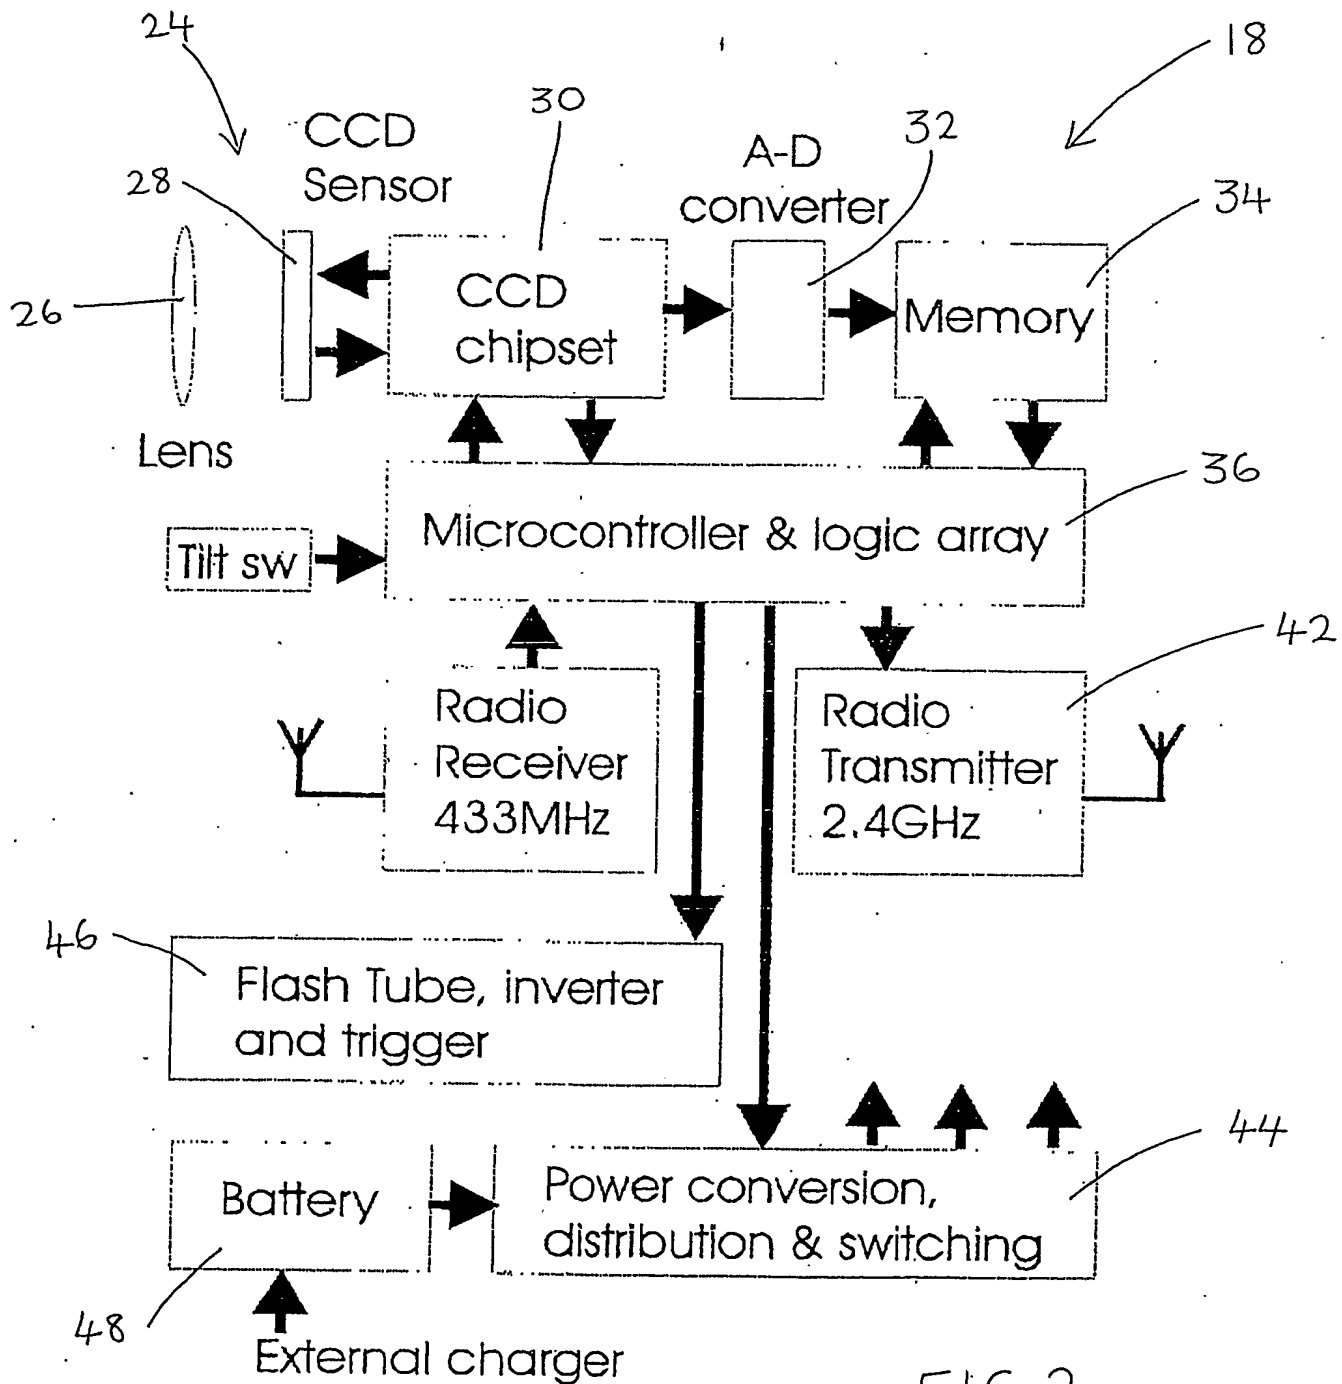 24
18
30
32
CCD
Sensor
A-D
converter
28
34
26
CCD
chipset
Memory
Lens
36
Microcontroller & logic array
Tilt sw
42
Radio
Receiver
433MHz
Radio
Transmitter
2.4GHz
46
Flash Tube, inverter
and trigger
44
Battery
Power conversion,
distribution & switching
48
External charger